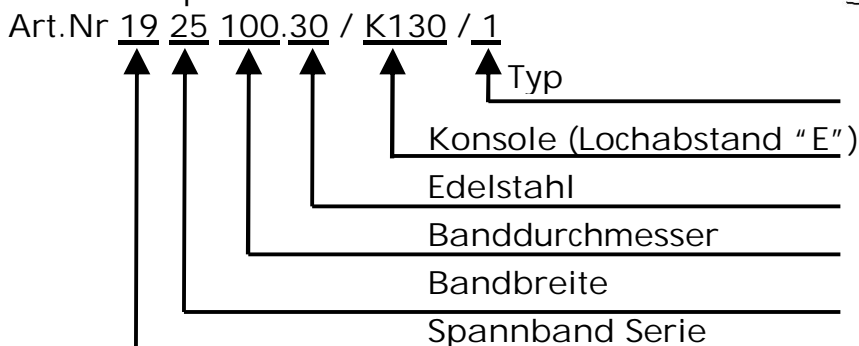 Art.Nr 19 25 100.30 / K130 / 1
Typ
Konsole (Lochabstand "E")
Edelstahl
Banddurchmesser
Bandbreite
Spannband Serie